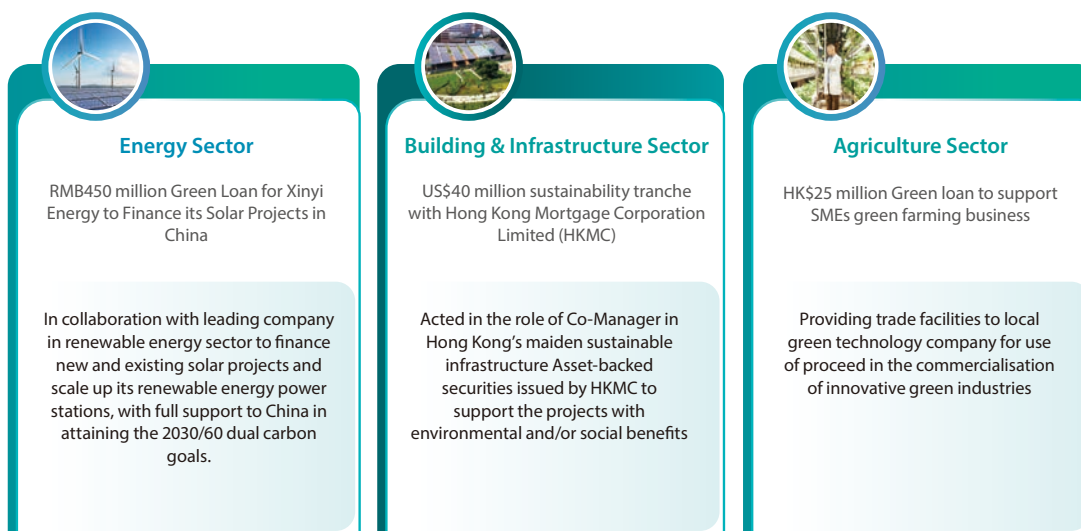 Energy Sector
RMB450 million Green Loan for Xinyi
Energy to Finance its Solar Projects in
China
In collaboration with leading company
in renewable energy sector to finance
new and existing solar projects and
scale up its renewable energy power
stations, with full support to China in
attaining the 2030/60 dual carbon
goals.
Building & Infrastructure Sector
US$40 million sustainability tranche
with Hong Kong Mortgage Corporation
Limited (HKMC)
Acted in the role of Co-Manager in
Hong Kong's maiden sustainable
infrastructure Asset-backed
securities issued by HKMC to
support the projects with
environmental and/or social benefits
Agriculture Sector
HK$25 million Green loan to support
SMEs green farming business
Providing trade facilities to local
green technology company for use
of proceed in the commercialisation
of innovative green industries